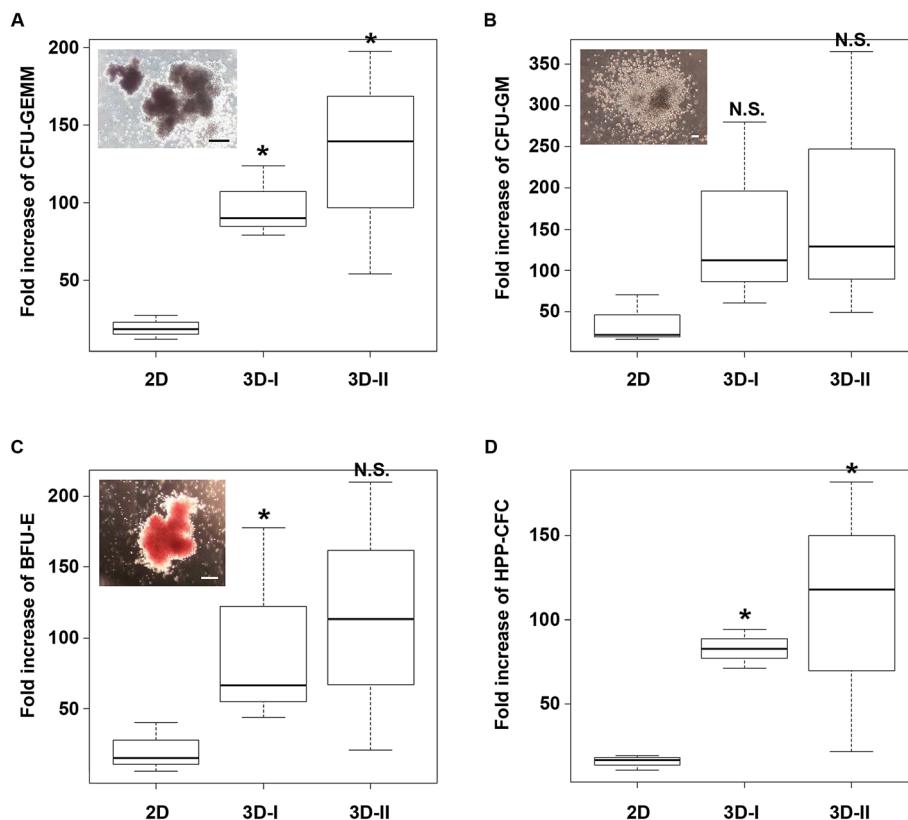 A
Fold increase of CFU-GEMM
200
150
100
50
*
*
2D
3D-I
3D-II
B
Fold increase of CFU-GM
350
300
250
200
150
100
50
N.S.
N.S.
2D
3D-I
3D-II
C
Fold increase of BFU-E
200
150
100
50
*
N.S.
2D
3D-I
3D-II
D
Fold increase of HPP-CFC
150
100
50
*
*
2D
3D-I
3D-II